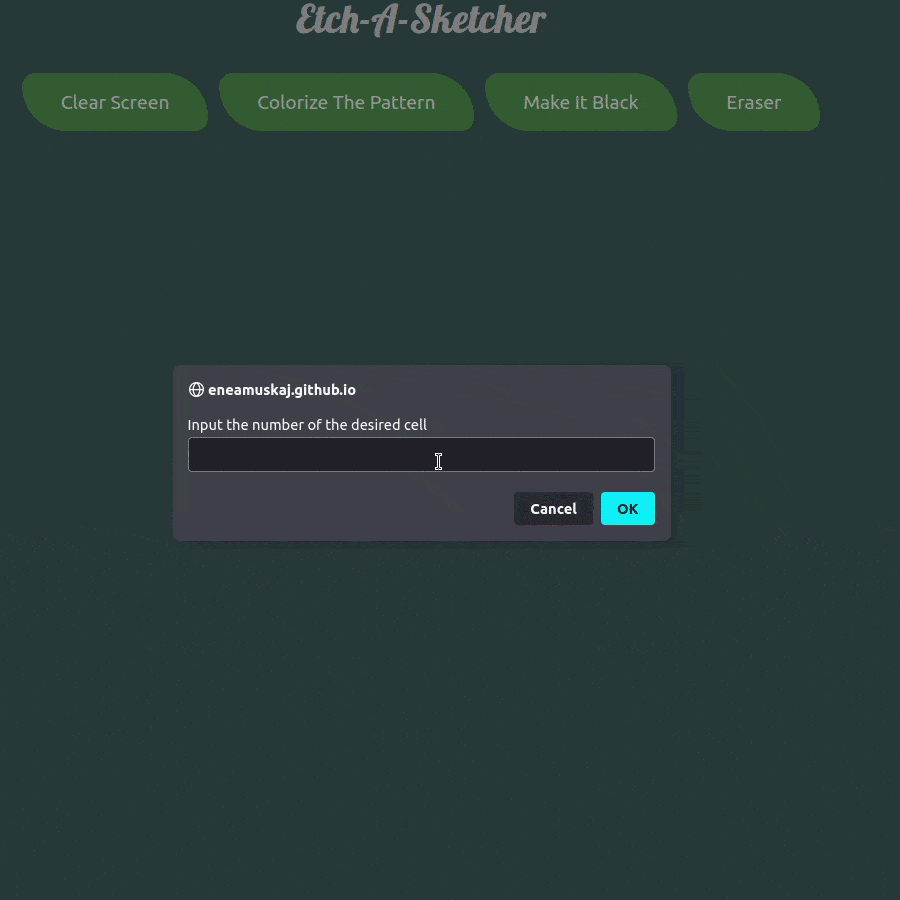 Etch-A-Sketcher
Clear Screen
Colorize The Pattern
Make It Black
Eraser
eneamuskaj.github.io
Input the number of the desired cell
Cancel
OK